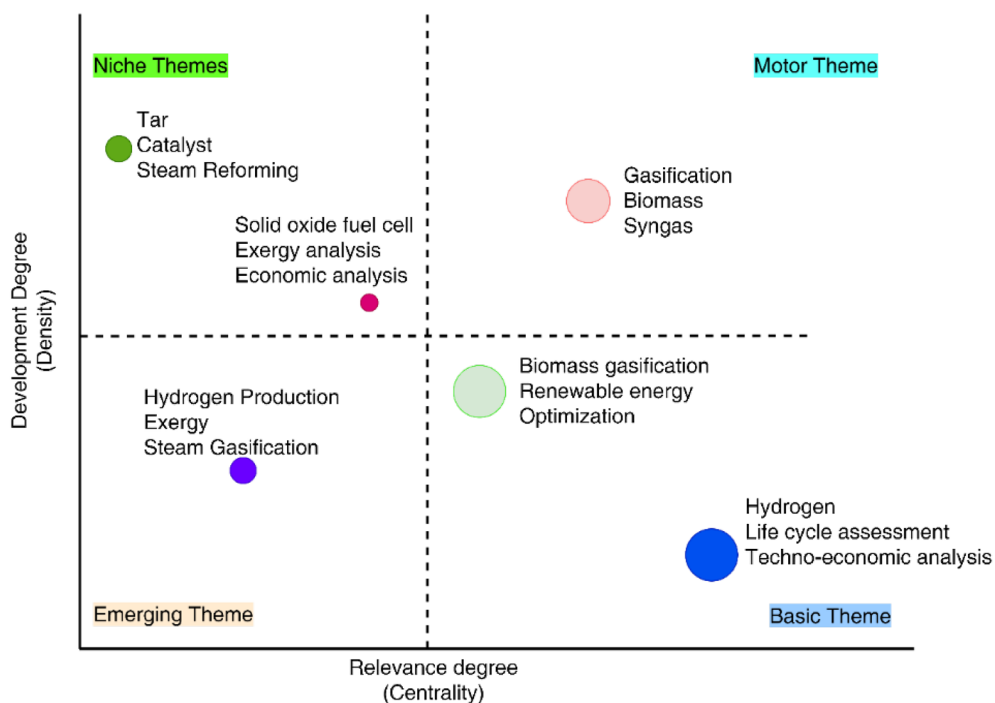 Niche Themes
Motor Theme
Tar
Catalyst
Steam Reforming
Gasification
Biomass
Syngas
Solid oxide fuel cell
Exergy analysis
Economic analysis
Development Degree
(Density)
Biomass gasification
Renewable energy
Optimization
Hydrogen Production
Exergy
Steam Gasification
Hydrogen
Life cycle assessment
Techno-economic analysis
Emerging Theme
Basic Theme
Relevance degree
(Centrality)